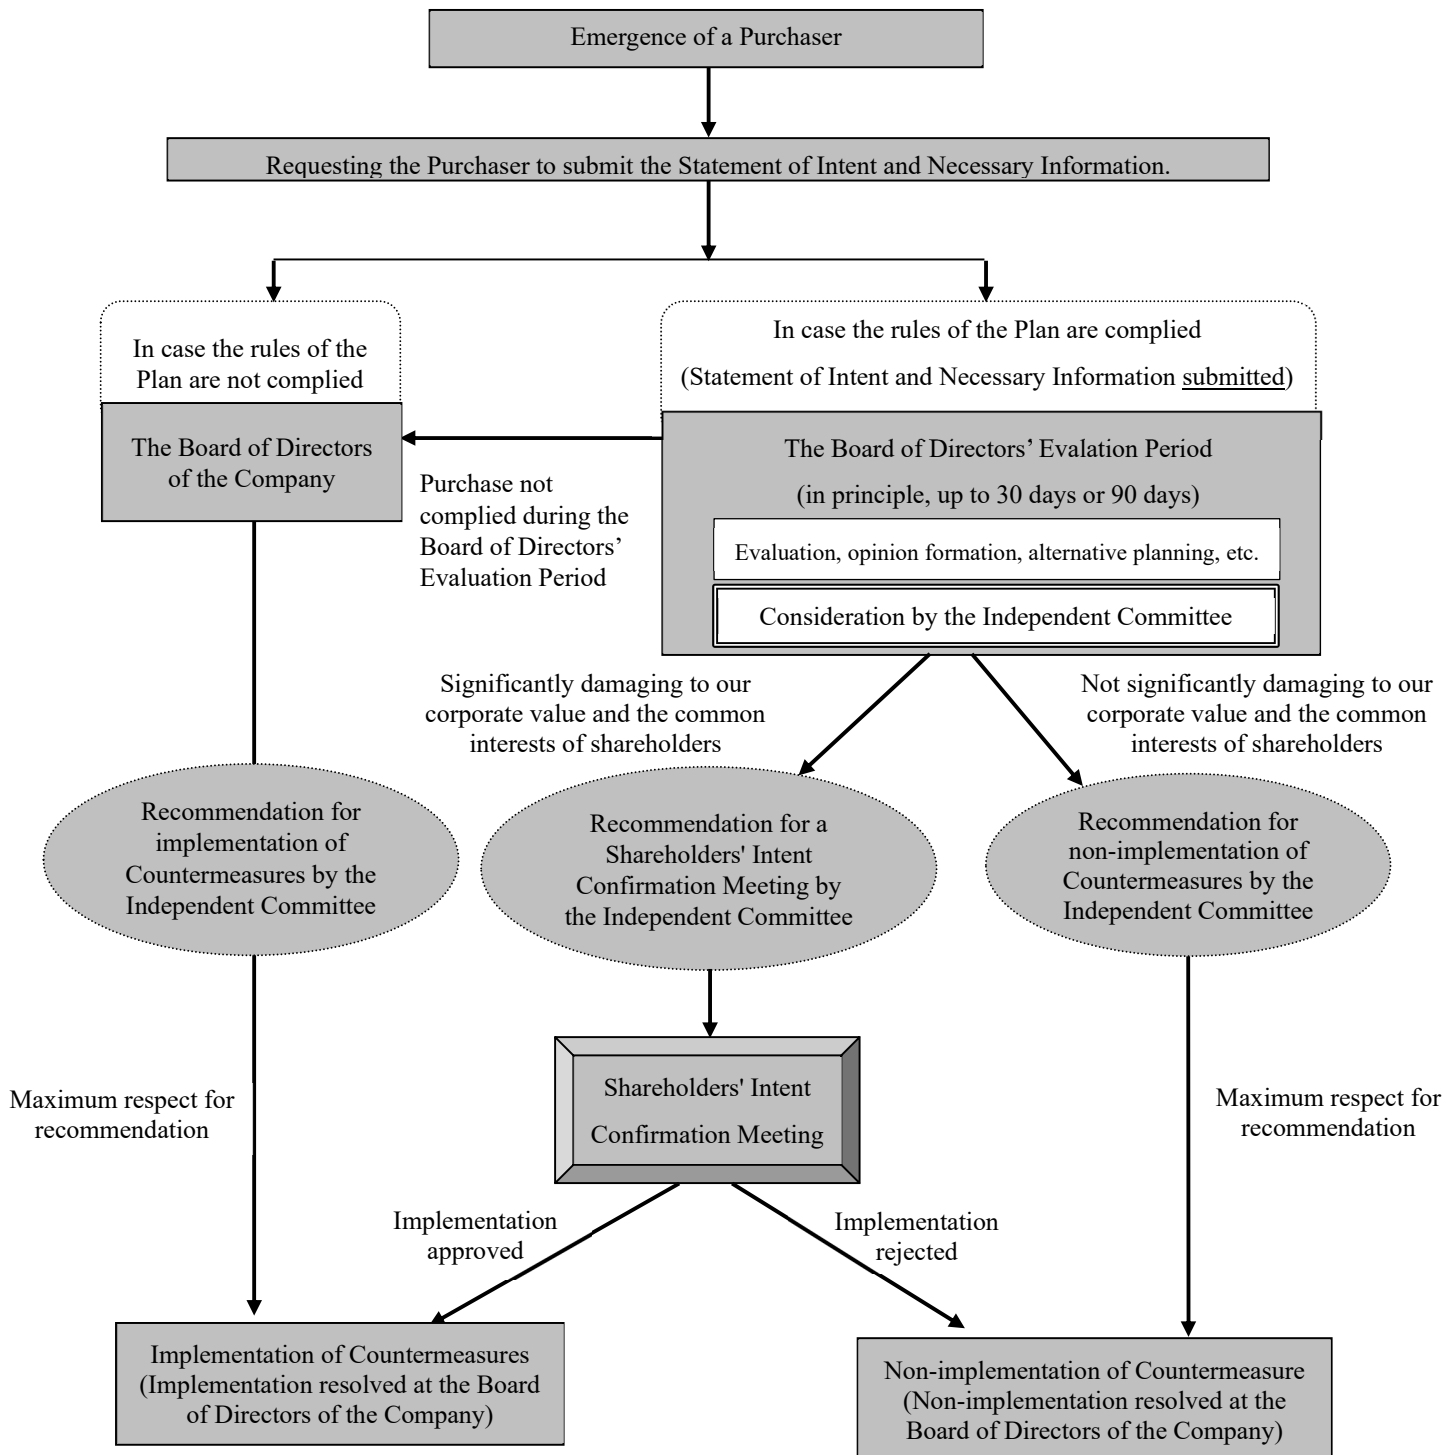 Emergence of a Purchaser
Requesting the Purchaser to submit the Statement of Intent and Necessary Information.
In case the rules of the
Plan are not complied
In case the rules of the Plan are complied
(Statement of Intent and Necessary Information submitted)
The Board of Directors
of the Company
Purchase not
complied during the
Board of Directors’
Evaluation Period
The Board of Directors’ Evalation Period
(in principle, up to 30 days or 90 days)
Evaluation, opinion formation, alternative planning, etc.
Consideration by the Independent Committee
Significantly damaging to our
corporate value and the common
interests of shareholders
Not significantly damaging to our
corporate value and the common
interests of shareholders
Recommendation for
implementation of
Countermeasures by the
Independent Committee
Recommendation for a
Shareholders' Intent
Confirmation Meeting by
the Independent Committee
Recommendation for
non-implementation of
Countermeasures by the
Independent Committee
Maximum respect for
recommendation
Shareholders' Intent
Confirmation Meeting
Maximum respect for
recommendation
Implementation
approved
Implementation
rejected
Implementation of Countermeasures
(Implementation resolved at the Board
of Directors of the Company)
Non-implementation of Countermeasure
(Non-implementation resolved at the
Board of Directors of the Company)